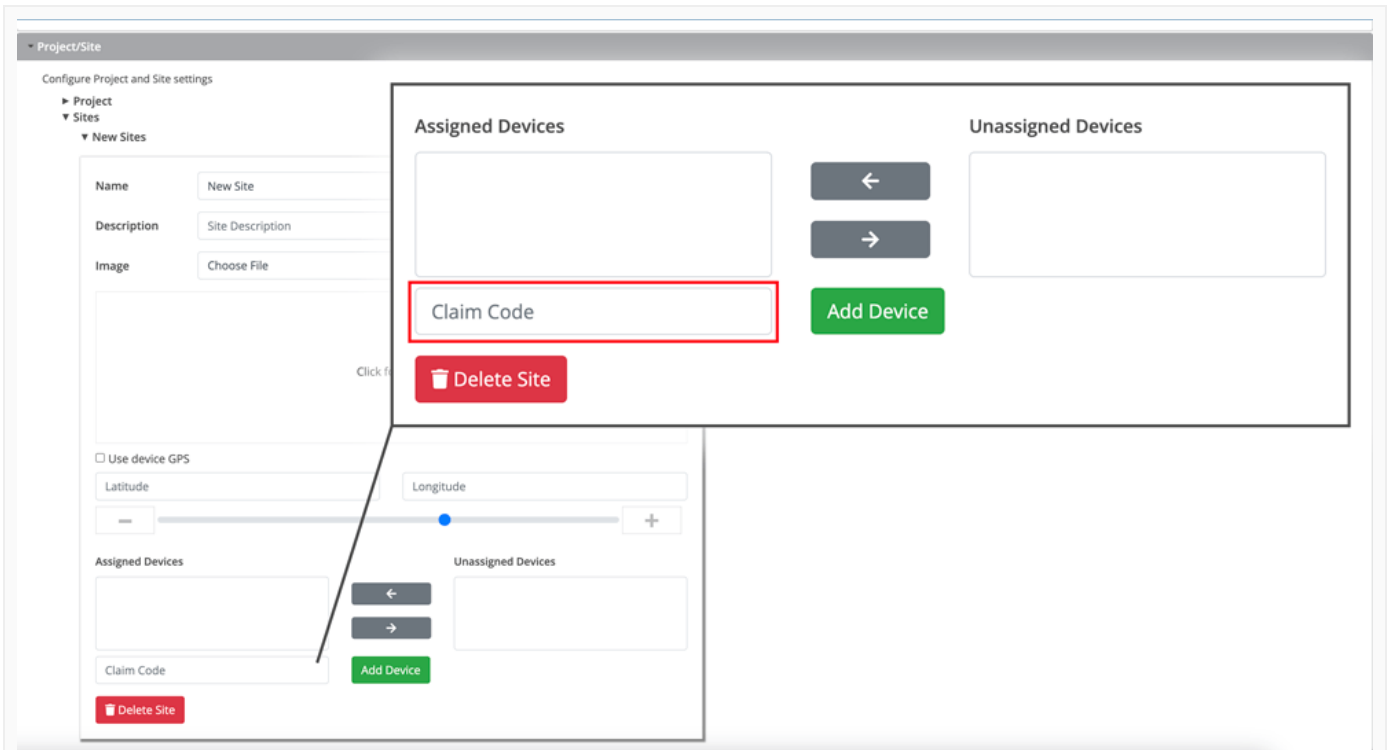 Project/Site
Configure Project and Site settings
Project
Sites
New Sites
Name
New Site
Description
Site Description
Image
Choose File
Click
Use device GPS
Latitude
Longitude
Assigned Devices
Unassigned Devices
Claim Code
Add Device
Delete Site
Assigned Devices
Unassigned Devices
Claim Code
Add Device
Delete Site